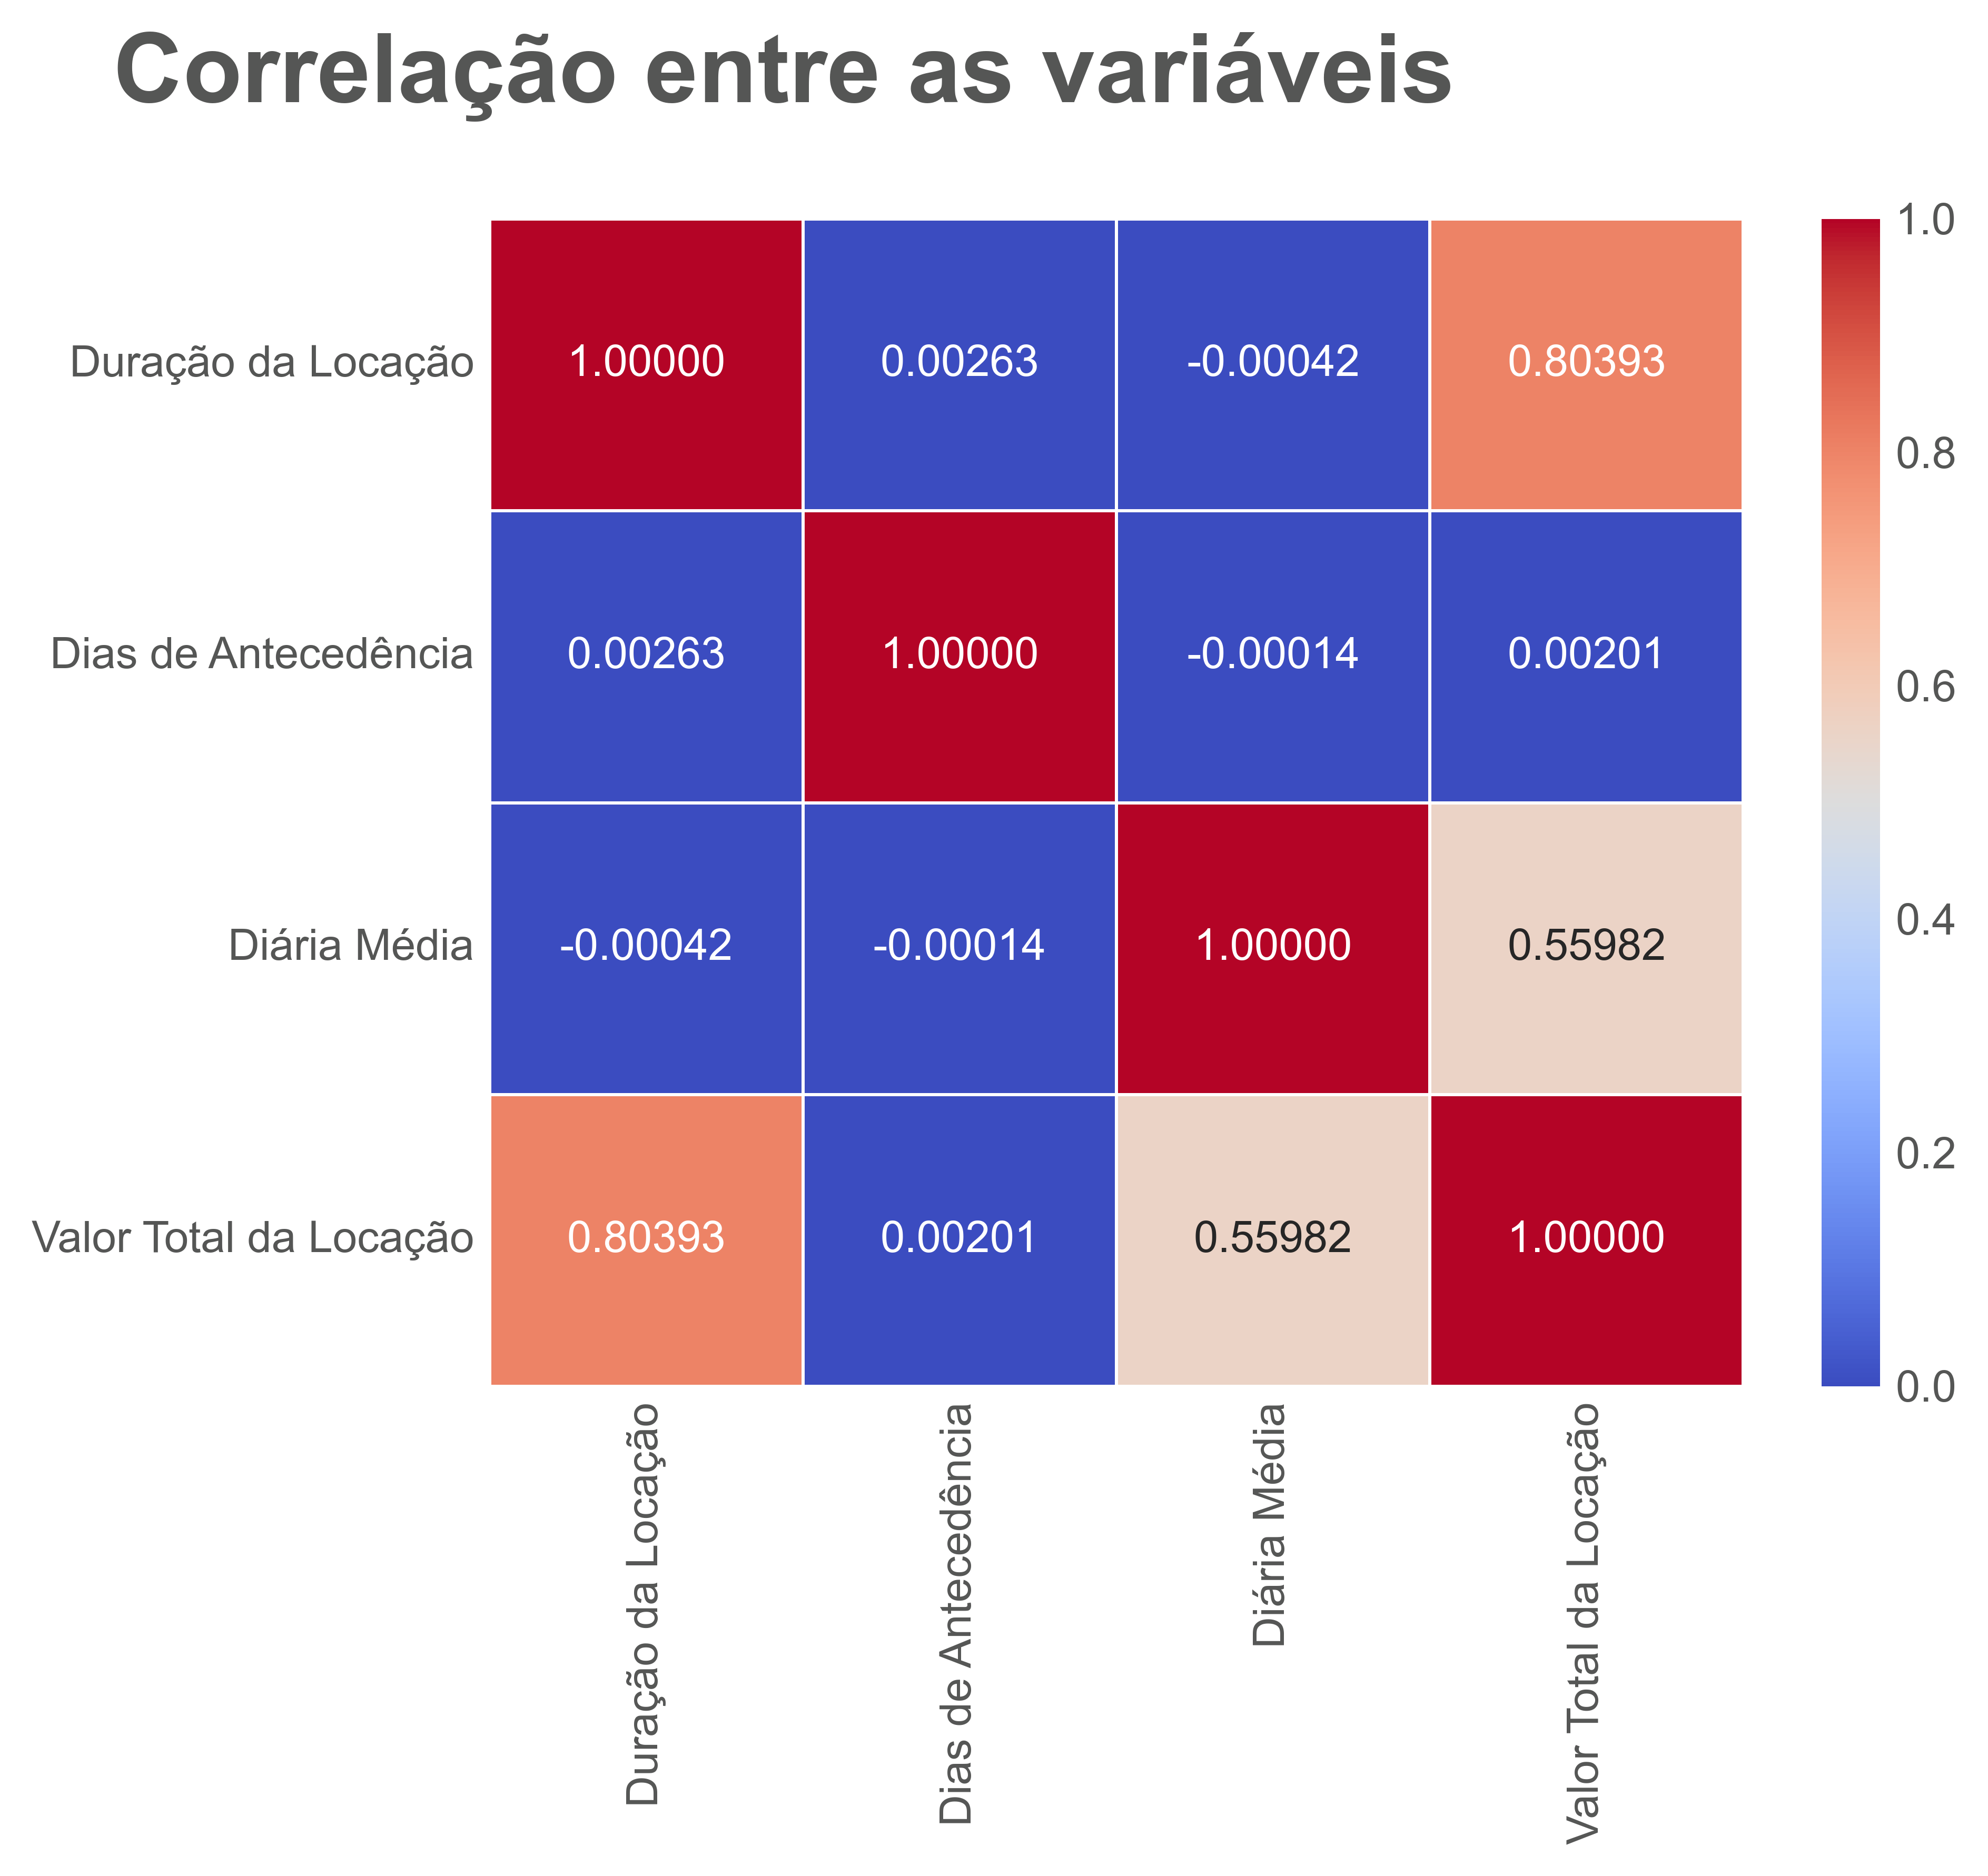 Correlação entre as variáveis
Duração da Locação
1.00000 0.00263 -0.00042 0.80393
Dias de Antecedência
0.00263 1.00000 -0.00014 0.00201
Diária Média
-0.00042 -0.00014 1.00000 0.55982
Valor Total da Locação
0.80393 0.00201 0.55982 1.00000
Duração da Locação
Dias de Antecedência
Diária Média
Valor Total da Locação
1.0
0.8
0.6
0.4
0.2
0.0